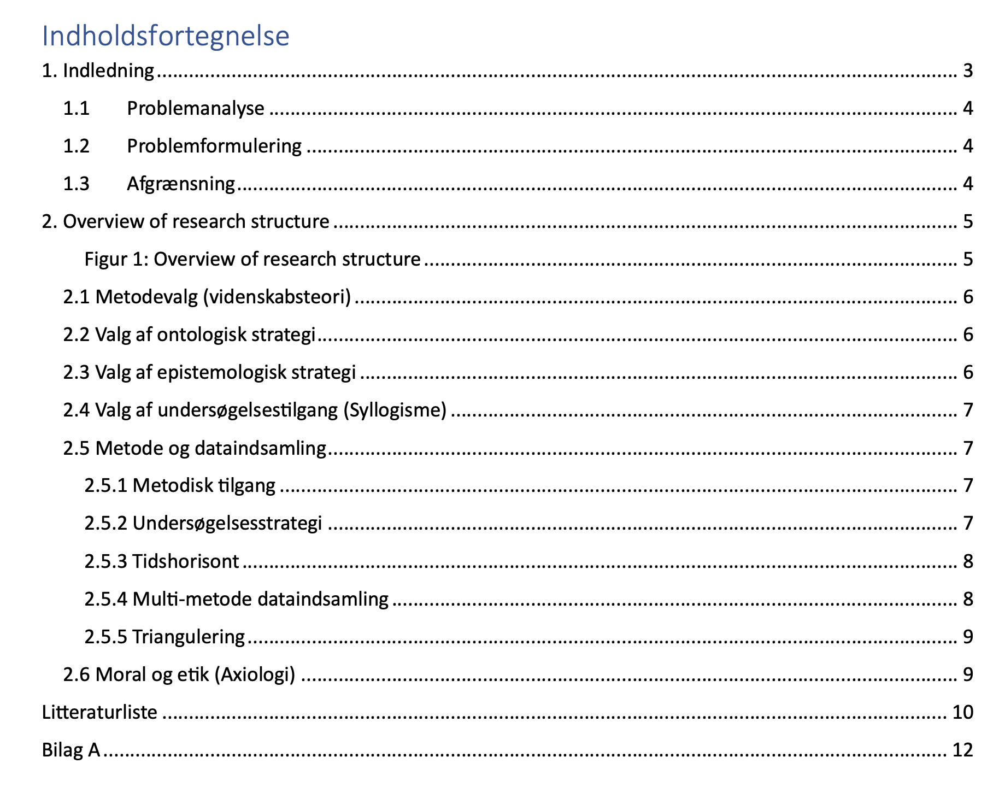 Indholdsfortegnelse
1. Indledning 3
1.1 Problemanalyse 4
1.2 Problemformulering 4
1.3 Afgrænsning 4
2. Overview of research structure 5
Figur 1: Overview of research structure 5
2.1 Metodevalg (videnskabsteori) 6
2.2 Valg af ontologisk strategi 6
2.3 Valg af epistemologisk strategi 6
2.4 Valg af undersøgelsestilgang (Syllogisme) 7
2.5 Metode og dataindsamling 7
2.5.1 Metodisk tilgang 7
2.5.2 Undersøgelsesstrategi 7
2.5.3 Tidshorisont 8
2.5.4 Multi-metode dataindsamling 8
2.5.5 Triangulering 9
2.6 Moral og etik (Axiologi) 9
Litteraturliste 10
Bilag A 12